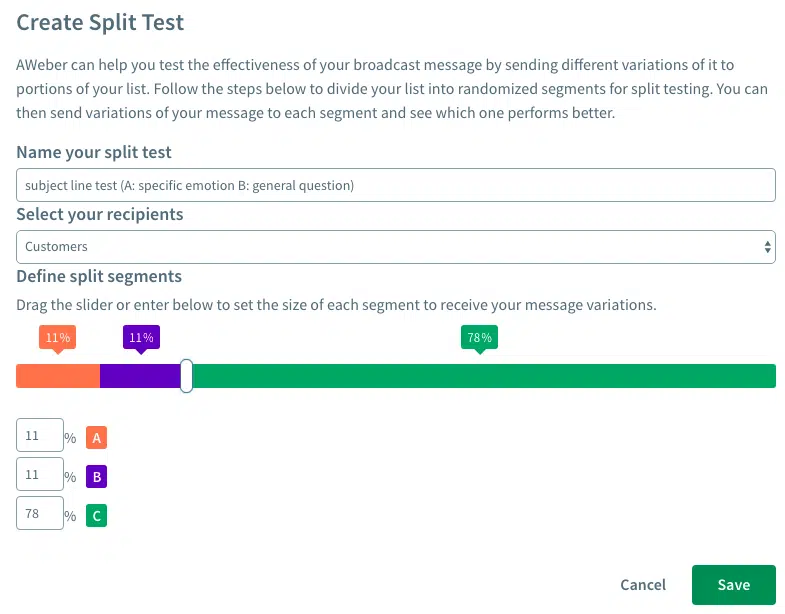 Create Split Test
AWeber can help you test the effectiveness of your broadcast message by sending different variations of it to
portions of your list. Follow the steps below to divide your list into randomized segments for split testing. You can
then send variations of your message to each segment and see which one performs better.
Name your split test
subject line test (A: specific emotion B: general question)
Select your recipients
Customers
Define split segments
Drag the slider or enter below to set the size of each segment to receive your message variations.
11% 11% 78%
11 % A
11 % B
78 % C
Cancel Save